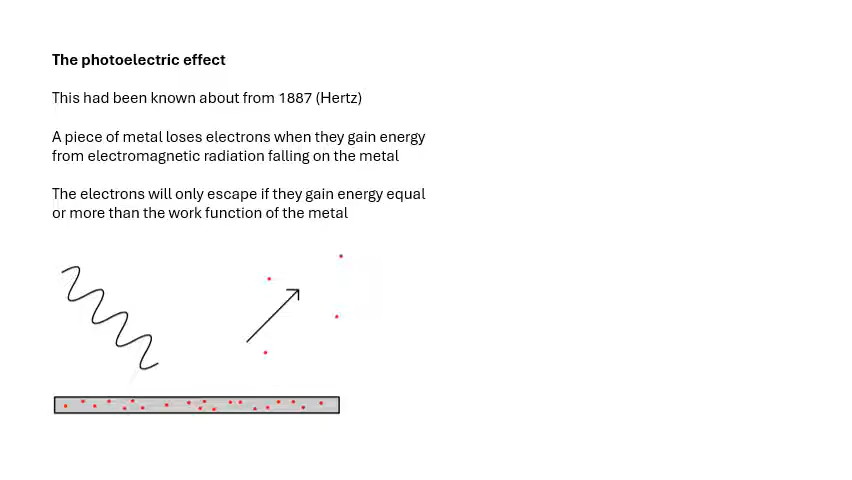 The photoelectric effect
This had been known about from 1887 (Hertz)
A piece of metal loses electrons when they gain energy
from electromagnetic radiation falling on the metal
The electrons will only escape if they gain energy equal
or more than the work function of the metal